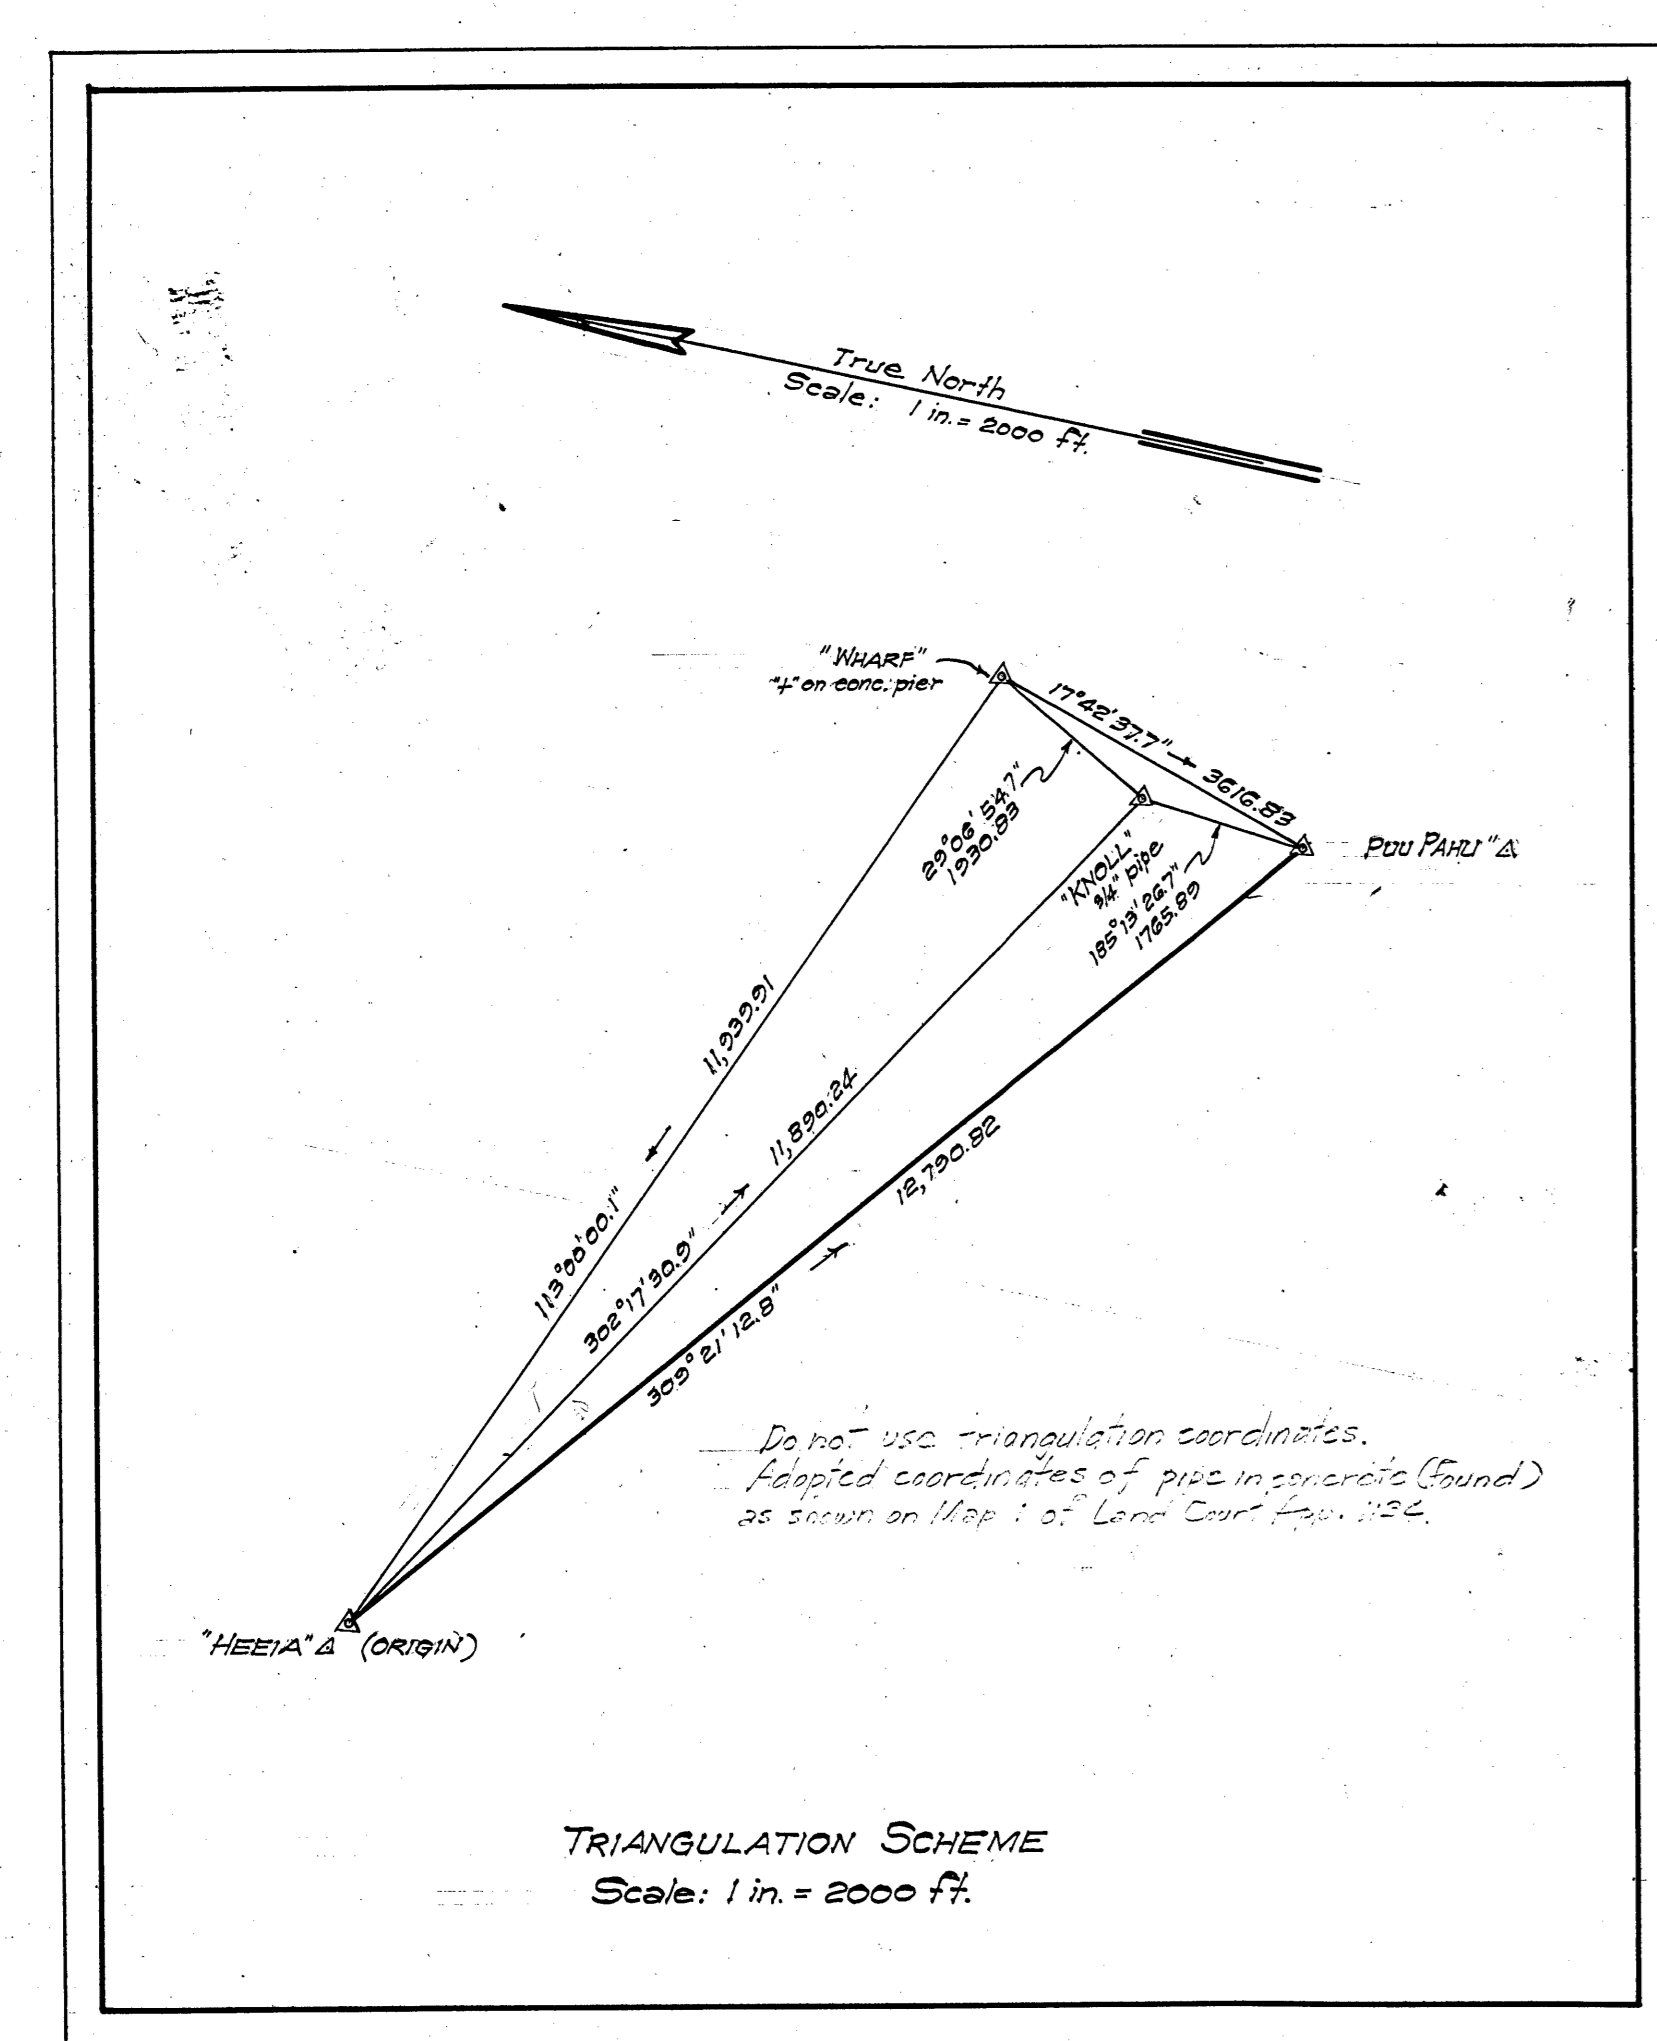 True North
Scale: 1 in. = 2000 ft.
"WHARF"
"+" on conc. pier
17°42'37.7" 3616.83
29°06'54.7"
1930.83
"KNOLL"
3/4" pipe
185°13'26.7"
1765.89
PUU PAHU "
11,939.91
113°00'00.1"
11,890.24
302°17'30.9"
12,790.82
309°21'12.8"
Do not use triangulation coordinates.
Adopted coordinates of pipe in concrete (found)
as shown on Map 1 of Land Court App.
"HEEIA" (ORIGIN)
TRIANGULATION SCHEME
Scale: 1 in. = 2000 ft.